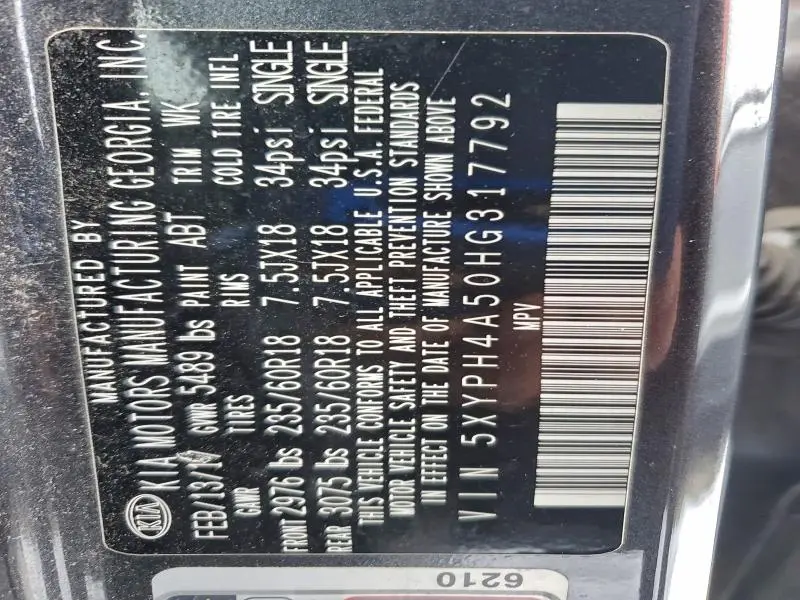 MANUFACTURED BY
KIA KIA MOTORS MANUFACTURING GEORGIA, INC.
FEB/13/17 GVWR 5489 lbs PAINT ABT TRIM WK
GAWR TIRES RIMS COLD TIRE INFL
FRONT 2976 lbs 235/60R18 7.5JX18 34psi SINGLE
REAR 3075 lbs 235/60R18 7.5JX18 34psi SINGLE
THIS VEHICLE CONFORMS TO ALL APPLICABLE U.S.A. FEDERAL
MOTOR VEHICLE SAFETY AND THEFT PREVENTION STANDARDS
IN EFFECT ON THE DATE OF MANUFACTURE SHOWN ABOVE
VIN 5XYPH4A50HG317792
MPV
6210